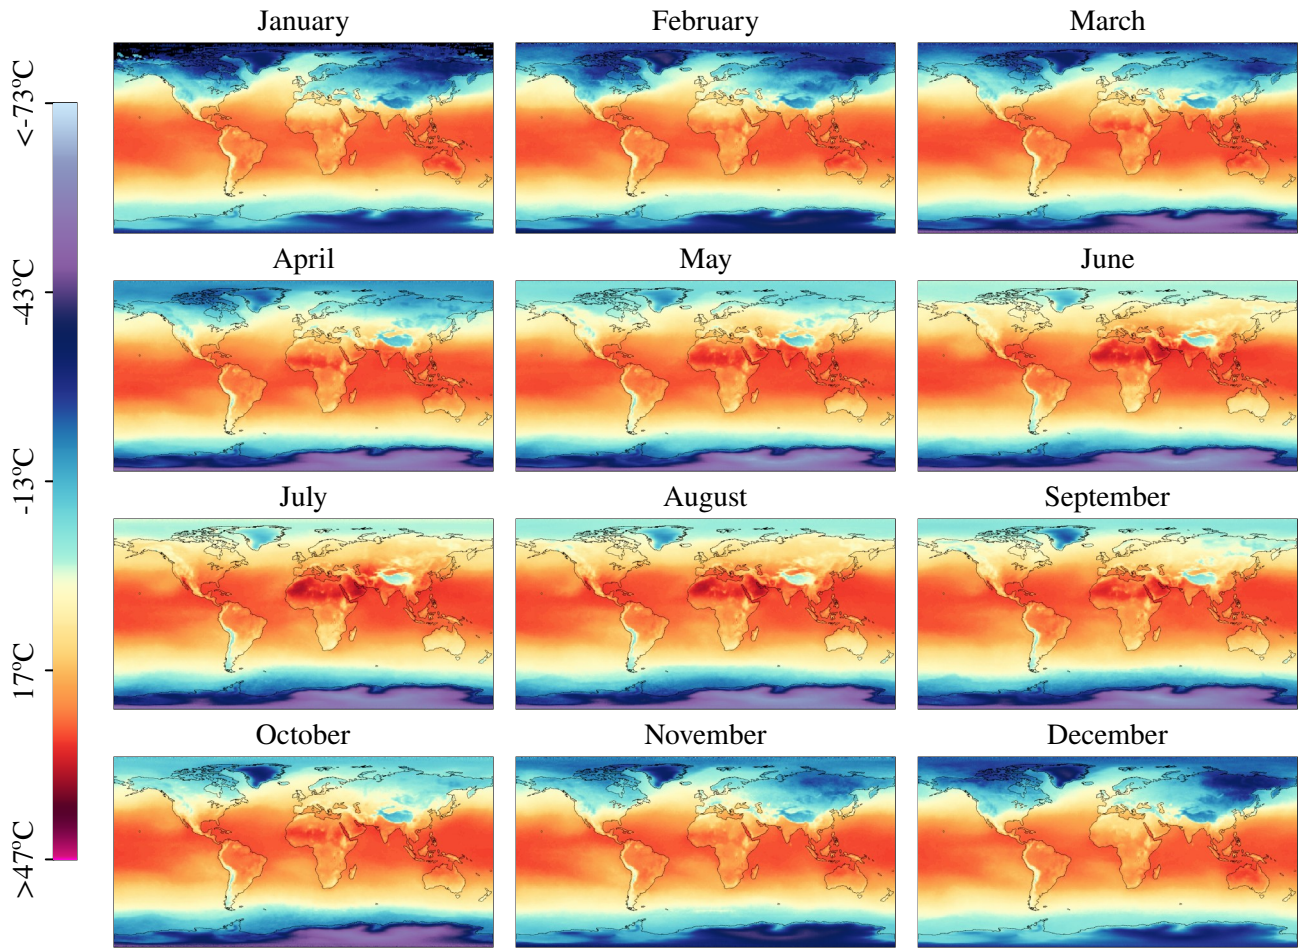 January
February
March
April
May
June
July
August
September
October
November
December
<-73ºC
-43ºC
-13ºC
17ºC
>47ºC